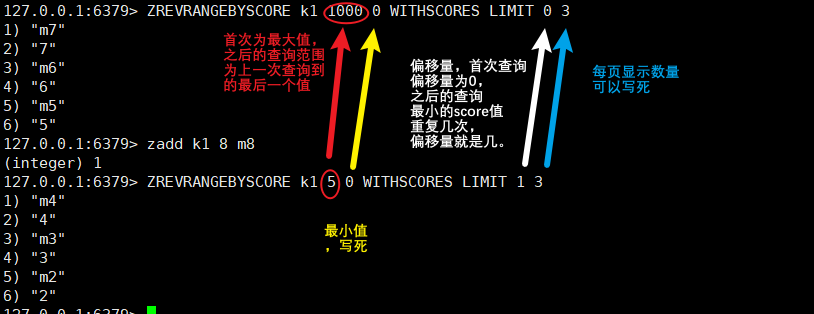 127.0.0.1:6379> ZREVRANGEBYSCORE k1 1000 0 WITHSCORES LIMIT 0 3
1) "m7"
2) "7"
3) "m6"
4) "6"
5) "m5"
6) "5"
首次为最大值，
之后的查询范围
为上一次查询到
的最后一个值
偏移量，首次查询
偏移量为0，
之后的查询
最小的score值
重复几次，
偏移量就是几。
每页显示数量
可以写死
127.0.0.1:6379> zadd k1 8 m8
(integer) 1
127.0.0.1:6379> ZREVRANGEBYSCORE k1 5 0 WITHSCORES LIMIT 1 3
1) "m4"
2) "4"
3) "m3"
4) "3"
5) "m2"
6) "2"
最小值
，写死
127.0.0.1:6379>